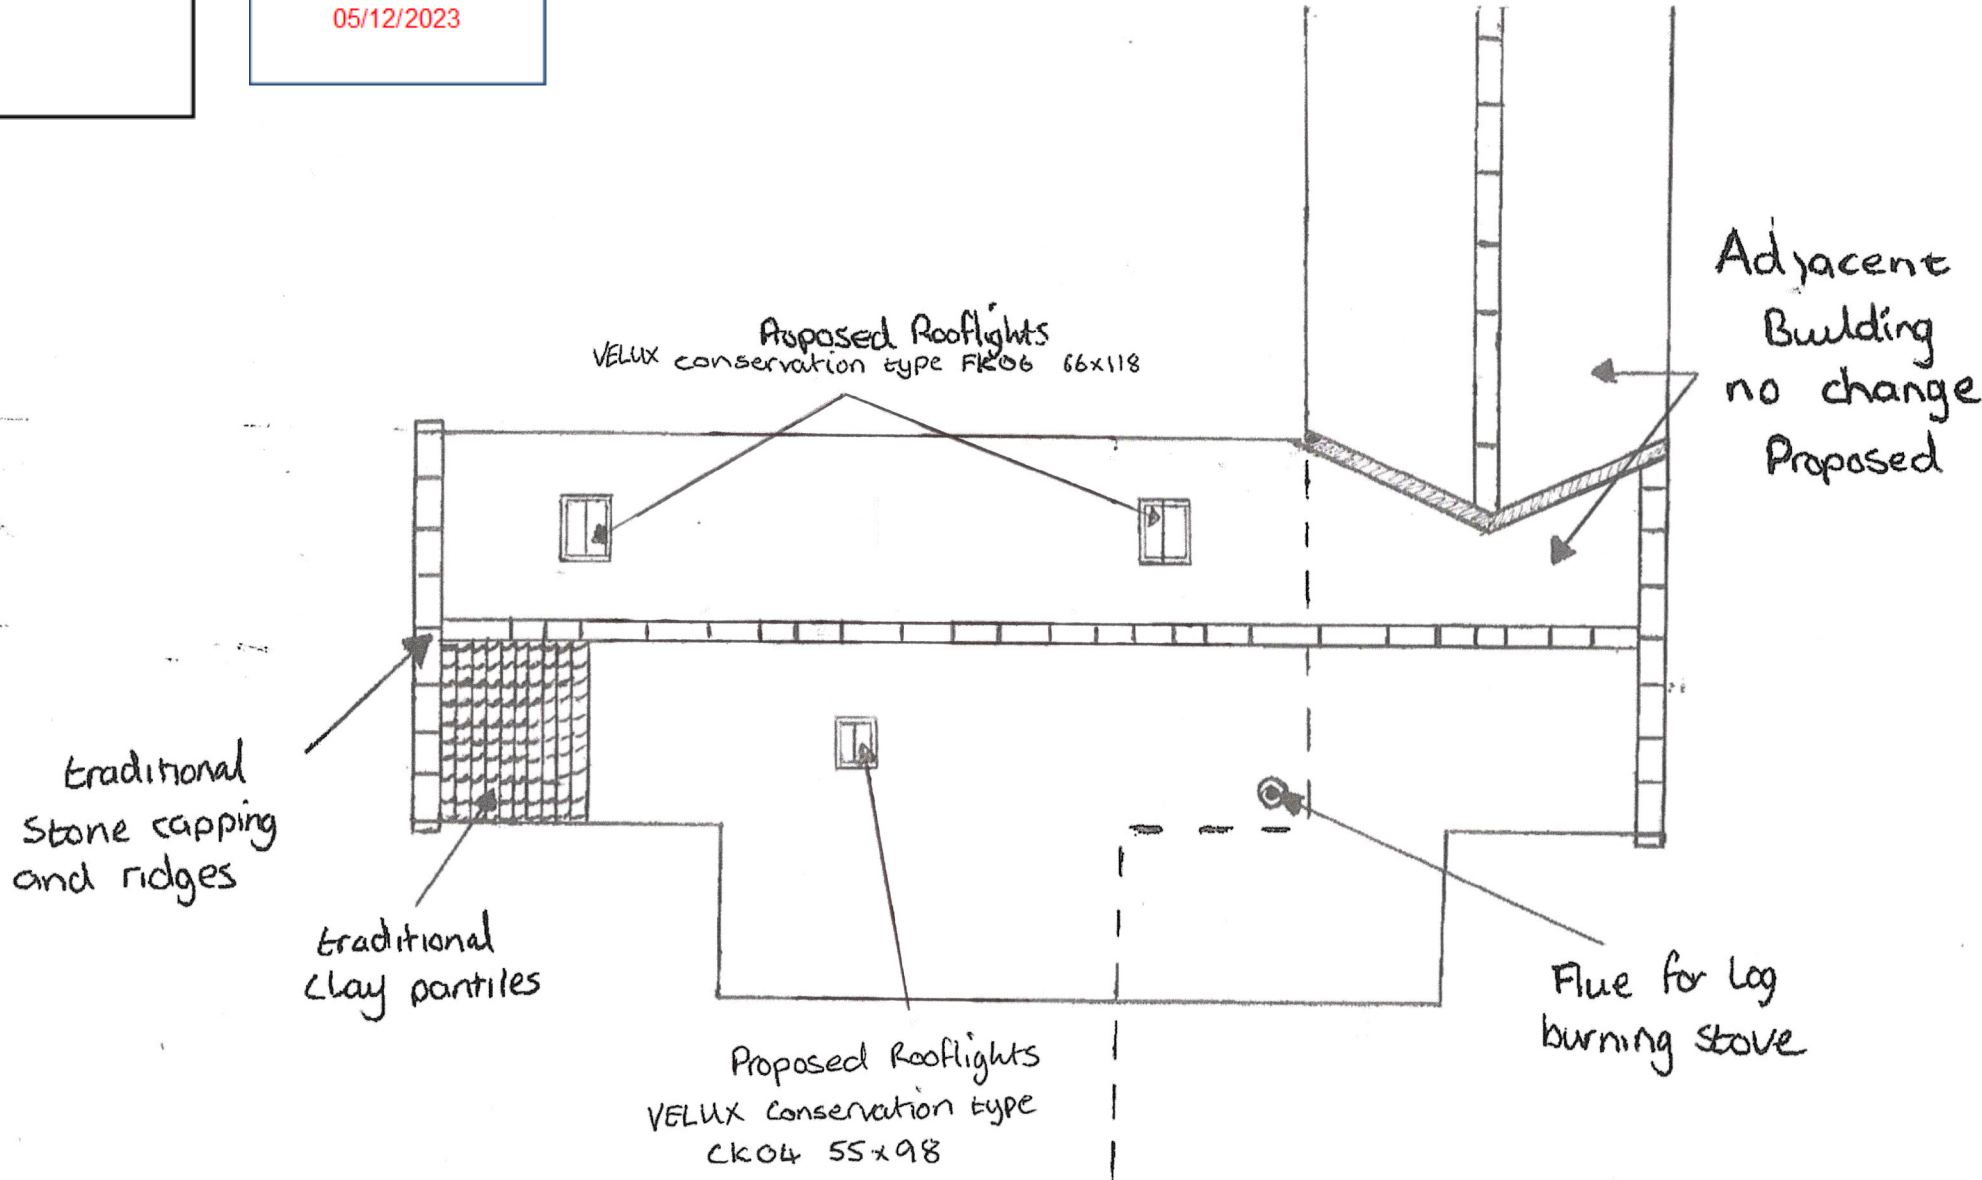 05/12/2023
Proposed Rooflights
VELUX conservation type FK06 66x118
Adjacent
Building
no change
Proposed
traditional
Stone capping
and ridges
traditional
Clay pantiles
Proposed Rooflights
VELUX Conservation type
CK04 55x98
Flue for Log
burning stove